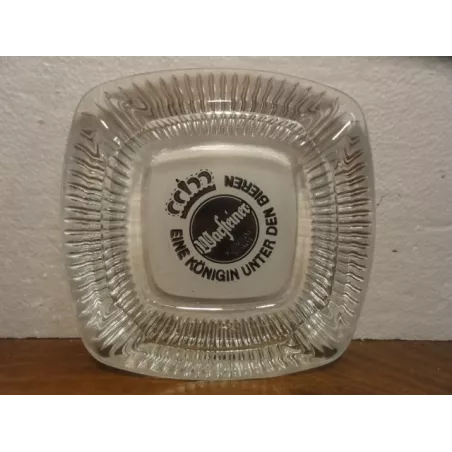 Warsteiner
EINE KÖNIGIN UNTER DEN BIEREN